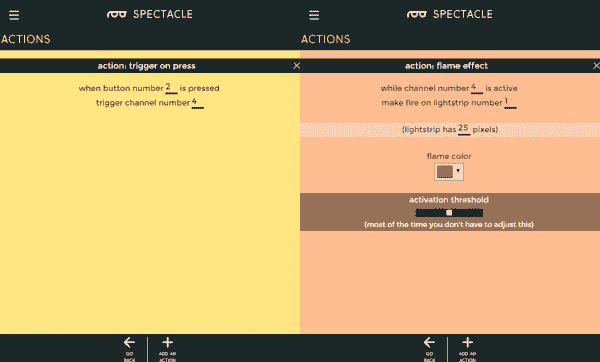 SPECTACLE
ACTIONS
action: trigger on press
when button number 2 is pressed
trigger channel number 4
GO BACK
ADD AN ACTION
SPECTACLE
ACTIONS
action: flame effect
while channel number 4 is active
make fire on lightstrip number 1
(lightstrip has 25 pixels)
flame color
activation threshold
(most of the time you don't have to adjust this)
GO BACK
ADD AN ACTION